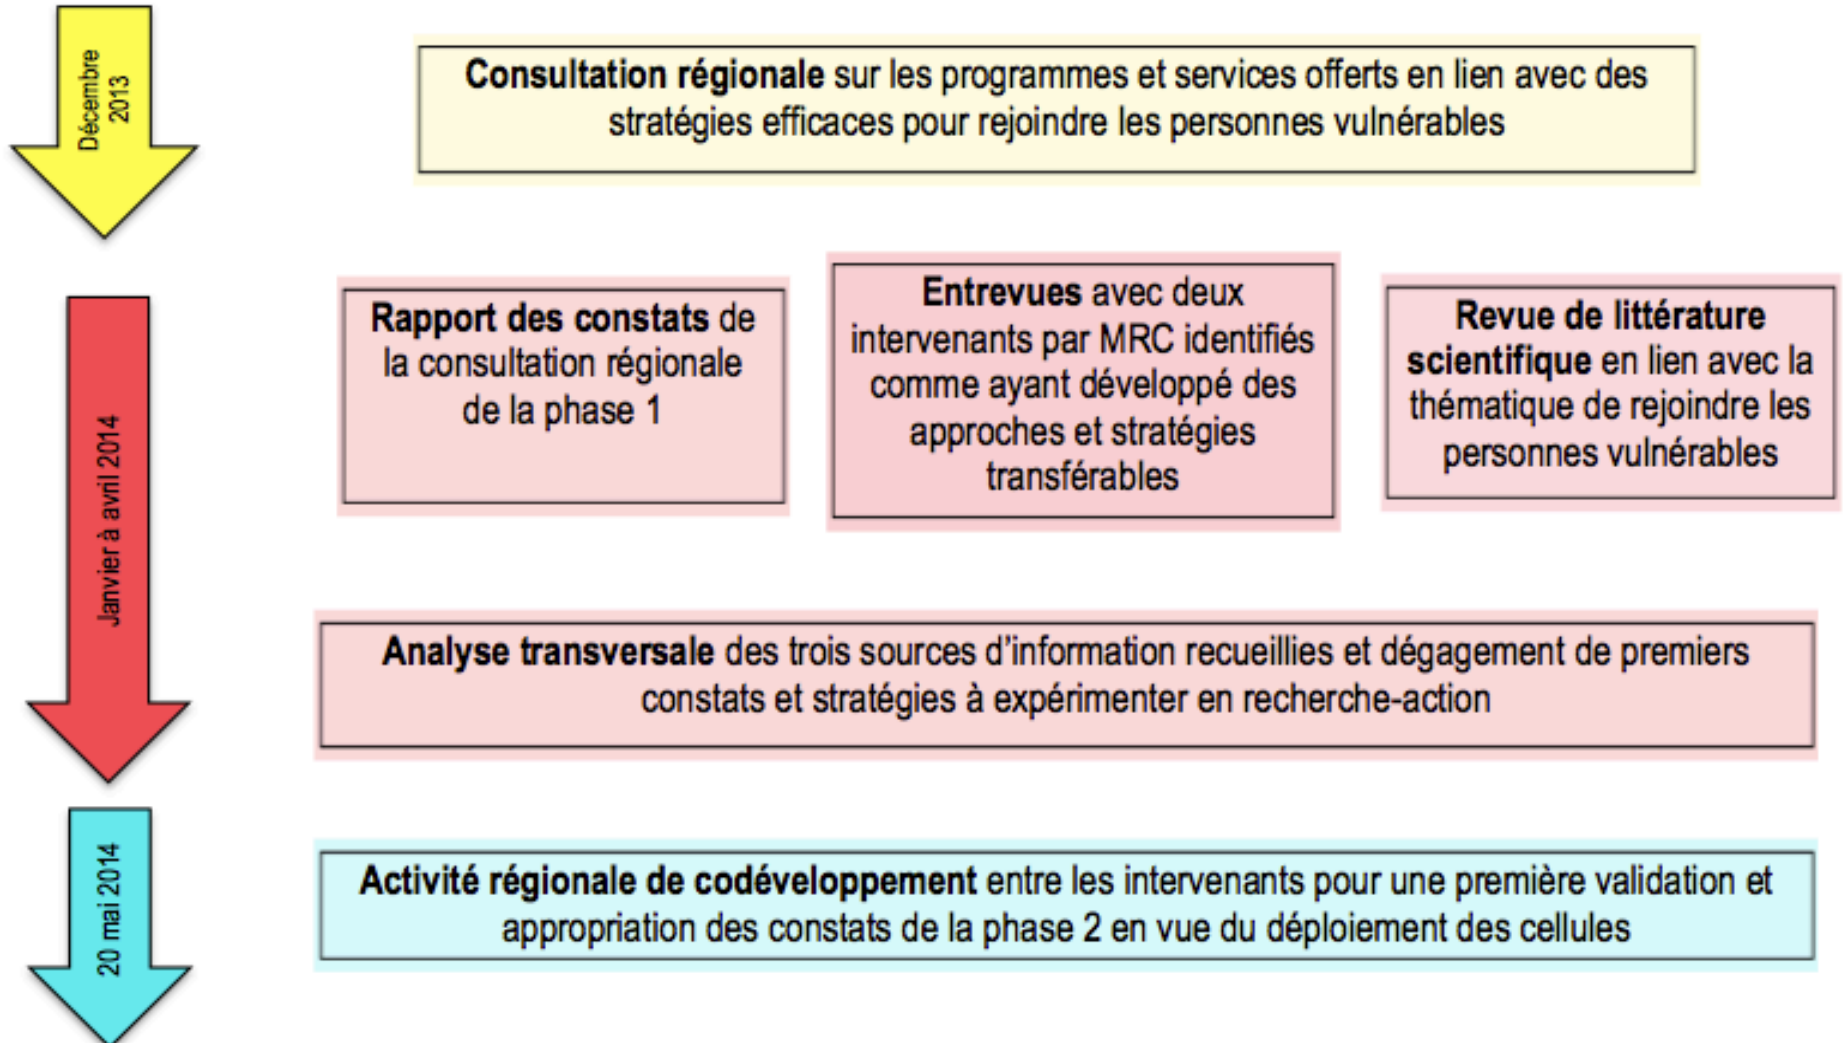 Décembre
2013
Consultation régionale sur les programmes et services offerts en lien avec des
stratégies efficaces pour rejoindre les personnes vulnérables
Janvier à avril 2014
Rapport des constats de
la consultation régionale
de la phase 1
Entrevues avec deux
intervenants par MRC identifiés
comme ayant développé des
approches et stratégies
transférables
Revue de littérature
scientifique en lien avec la
thématique de rejoindre les
personnes vulnérables
Analyse transversale des trois sources d'information recueillies et dégagement de premiers
constats et stratégies à expérimenter en recherche-action
20 mai 2014
Activité régionale de codéveloppement entre les intervenants pour une première validation et
appropriation des constats de la phase 2 en vue du déploiement des cellules